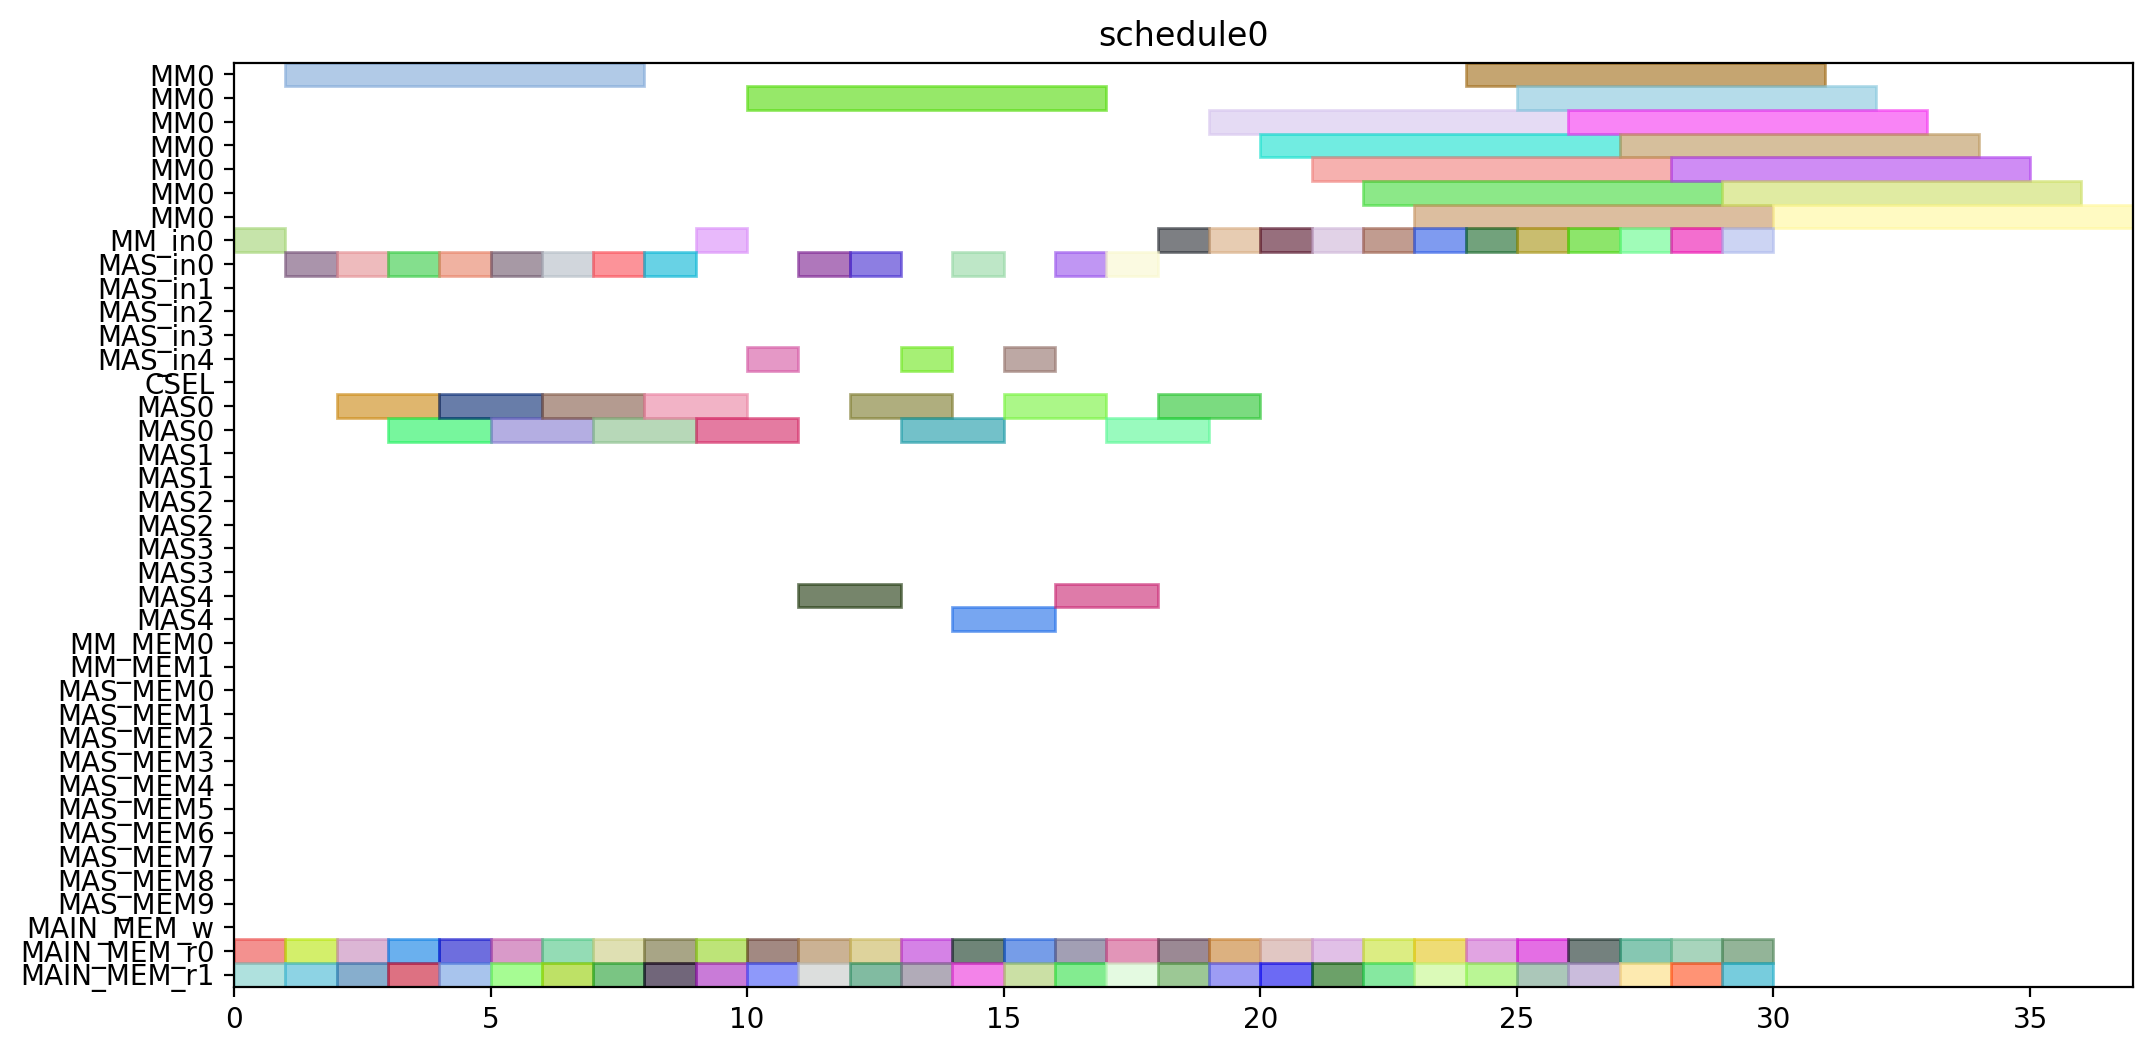 schedule0
MM0
MM0
MM0
MM0
MM0
MM0
MM0
MM_in0
MAS_in0
MAS_in1
MAS_in2
MAS_in3
MAS_in4
CSEL
MAS0
MAS0
MAS1
MAS1
MAS2
MAS2
MAS3
MAS3
MAS4
MAS4
MM_MEM0
MM_MEM1
MAS_MEM0
MAS_MEM1
MAS_MEM2
MAS_MEM3
MAS_MEM4
MAS_MEM5
MAS_MEM6
MAS_MEM7
MAS_MEM8
MAS_MEM9
MAIN_MEM_w
MAIN_MEM_r0
MAIN_MEM_r1
0 5 10 15 20 25 30 35